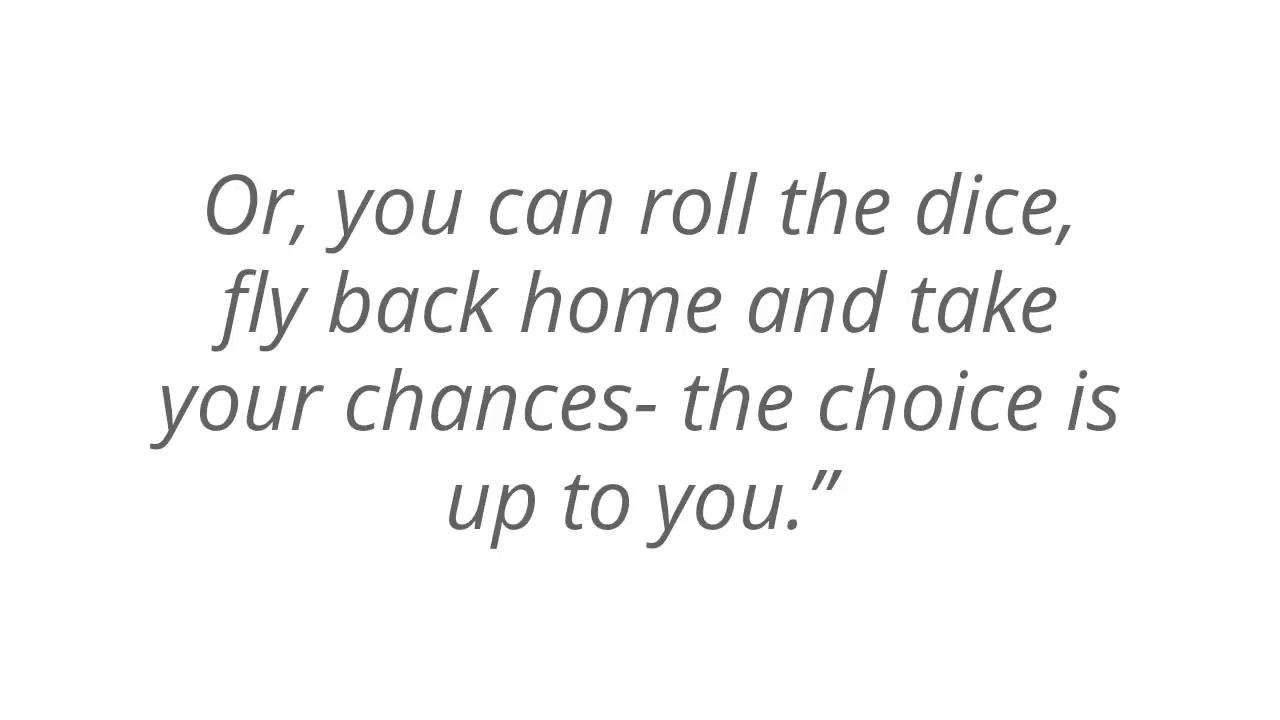 Or, you can roll the dice,
fly back home and take
your chances- the choice is
up to you.”